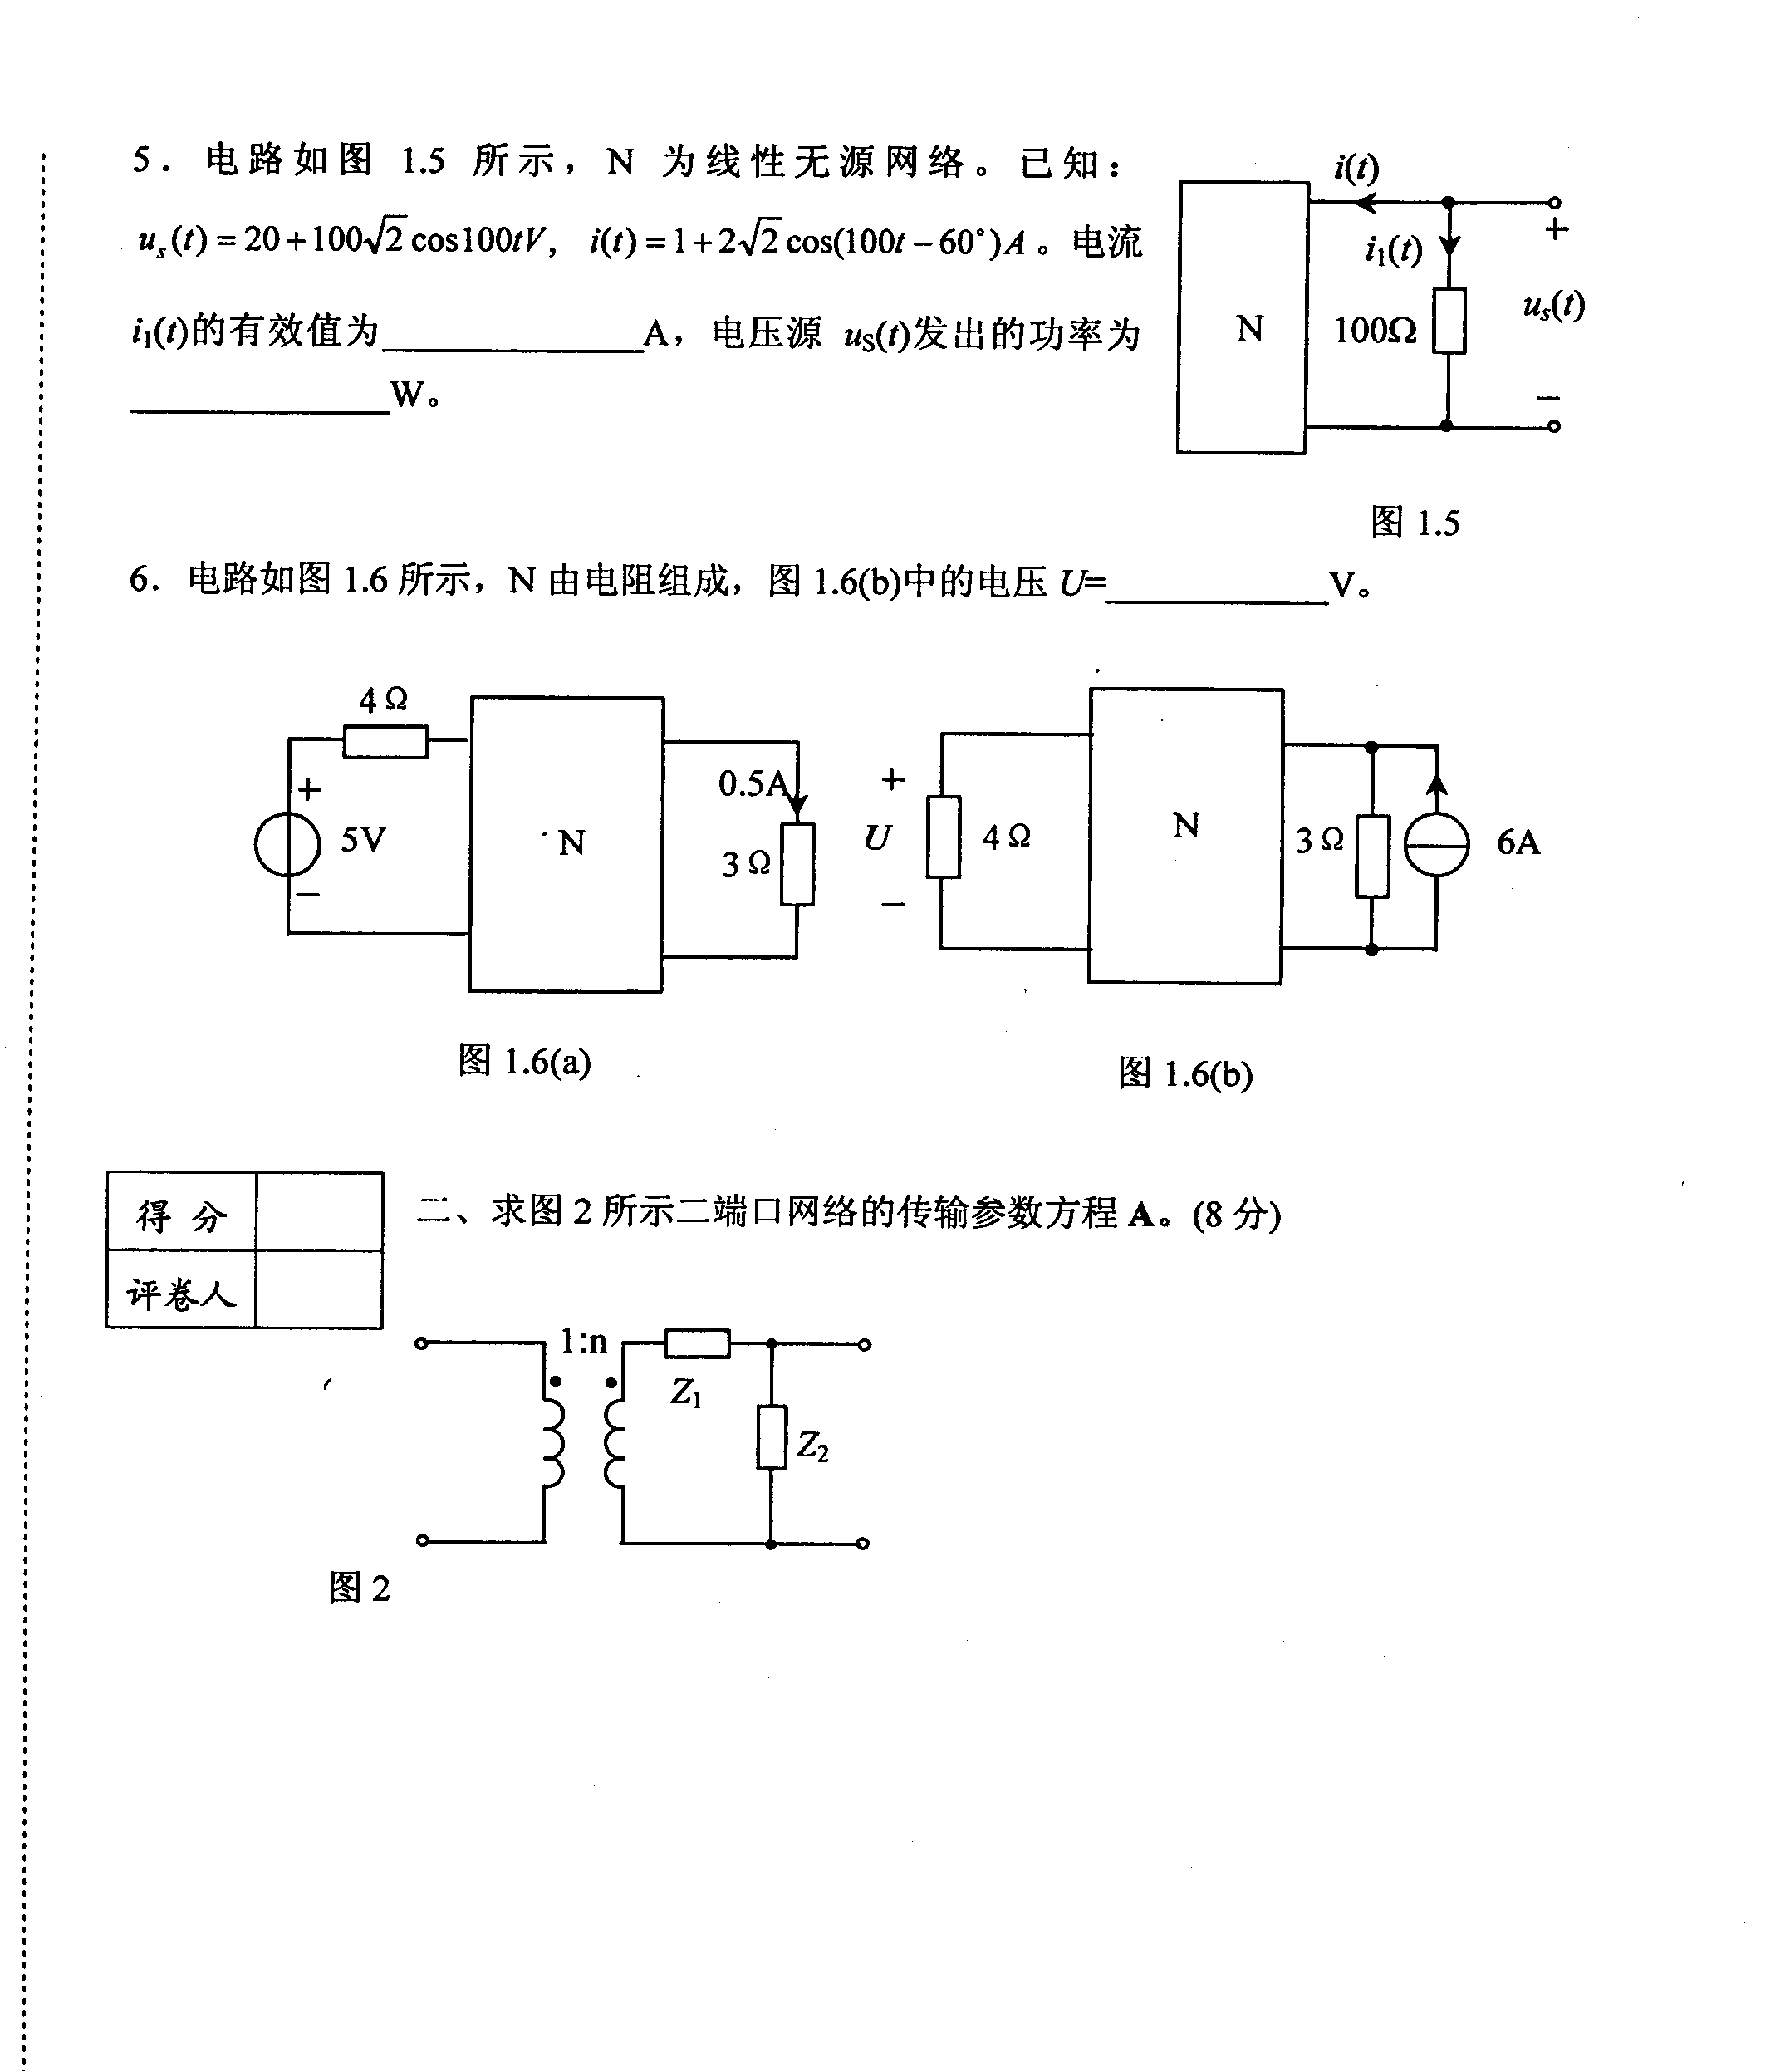 5. 电路如图 1.5 所示，N 为线性无源网络。已知：
u_s(t) = 20 + 100√2 cos100tV， i(t) = 1 + 2√2 cos(100t − 60°)A。电流
i₁(t)的有效值为____________A，电压源 u_S(t)发出的功率为
____________W。
i(t)
+
i₁(t)
u_s(t)
N
100Ω
−
图 1.5
6. 电路如图 1.6 所示，N 由电阻组成，图 1.6(b)中的电压 U=____________V。
4Ω
+
5V
−
N
0.5A
3Ω
图 1.6(a)
+
U
−
4Ω
N
3Ω
6A
图 1.6(b)
得 分
评卷人
二、求图 2 所示二端口网络的传输参数方程 A。(8 分)
1:n
Z₁
Z₂
图 2